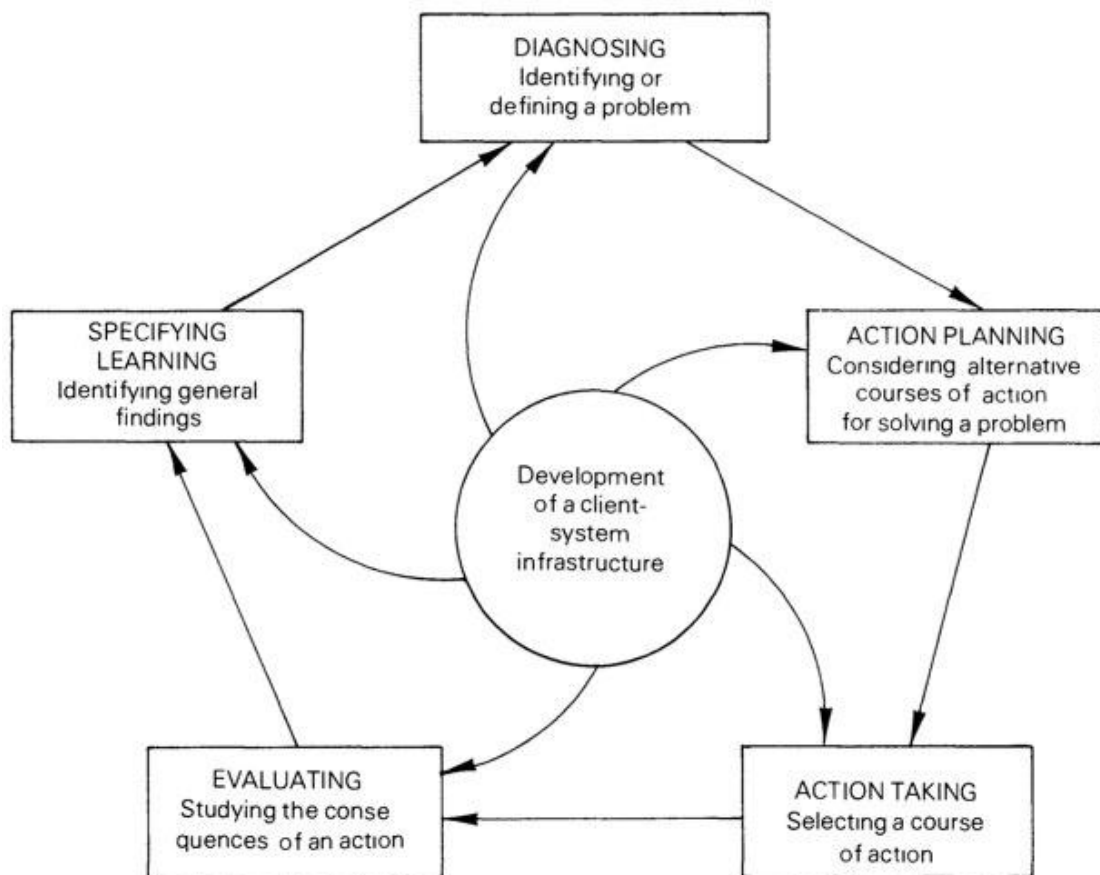 DIAGNOSING
Identifying or
defining a problem
SPECIFYING
LEARNING
Identifying general
findings
ACTION PLANNING
Considering alternative
courses of action
for solving a problem
Development
of a client-
system
infrastructure
EVALUATING
Studying the conse
quences of an action
ACTION TAKING
Selecting a course
of action